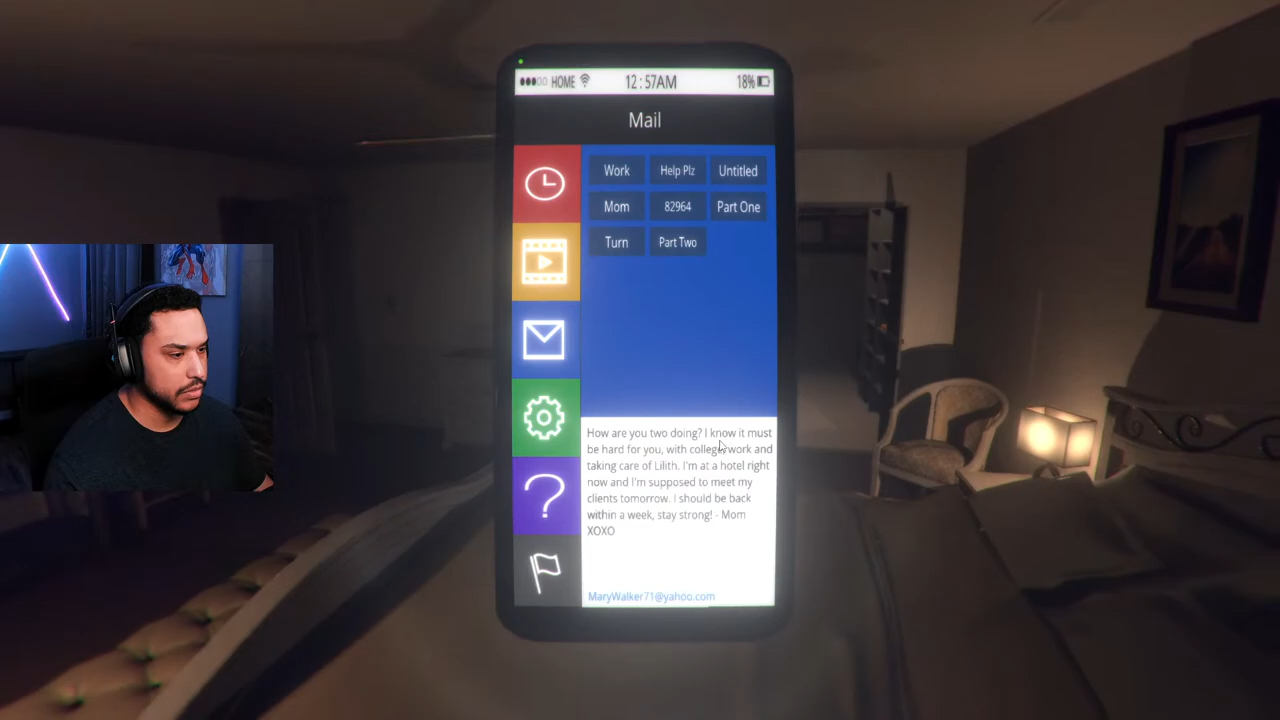 HOME 12:57AM 18%
Mail
Work Help Plz Untitled
Mom 82964 Part One
Turn Part Two
How are you two doing? I know it must
be hard for you, with college work and
taking care of Lilith. I'm at a hotel right
now and I'm supposed to meet my
clients tomorrow. I should be back
within a week, stay strong! - Mom
XOXO
MaryWalker71@yahoo.com